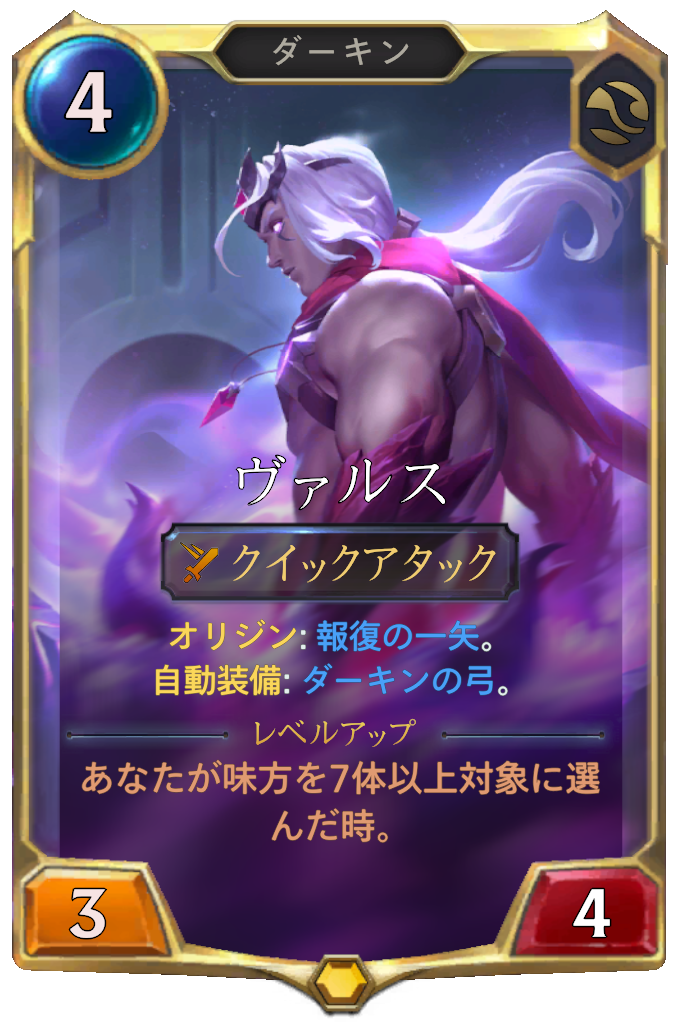 ダーキン
4
ヴァルス
クイックアタック
オリジン: 報復の一矢。
自動装備: ダーキンの弓。
レベルアップ
あなたが味方を7体以上対象に選
んだ時。
3
4